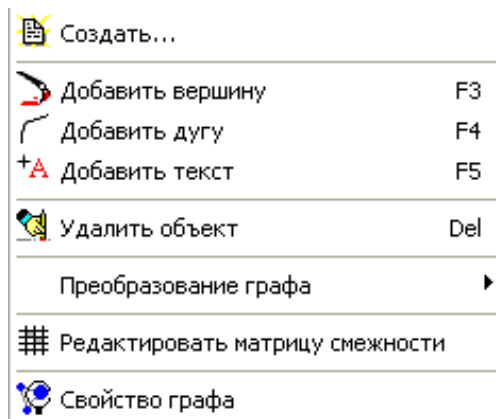 Создать...
Добавить вершину F3
Добавить дугу F4
+A Добавить текст F5
Удалить объект Del
Преобразование графа
Редактировать матрицу смежности
Свойство графа